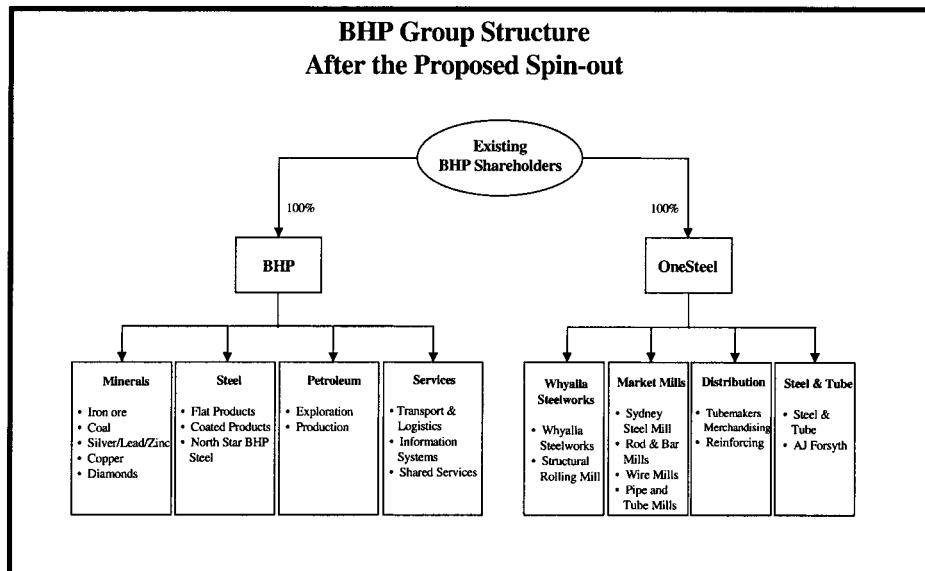 BHP Group Structure
After the Proposed Spin-out
Existing
BHP Shareholders
100%
100%
BHP
OneSteel
Minerals
• Iron ore
• Coal
• Silver/Lead/Zinc
• Copper
• Diamonds
Steel
• Flat Products
• Coated Products
• North Star BHP
Steel
Petroleum
• Exploration
• Production
Services
• Transport &
Logistics
• Information
Systems
• Shared Services
Whyalla
Steelworks
• Whyalla
Steelworks
• Structural
Rolling Mill
Market Mills
• Sydney
Steel Mill
• Rod & Bar
Mills
• Wire Mills
• Pipe and
Tube Mills
Distribution
• Tubemakers
Merchandising
• Reinforcing
Steel & Tube
• Steel &
Tube
• AJ Forsyth